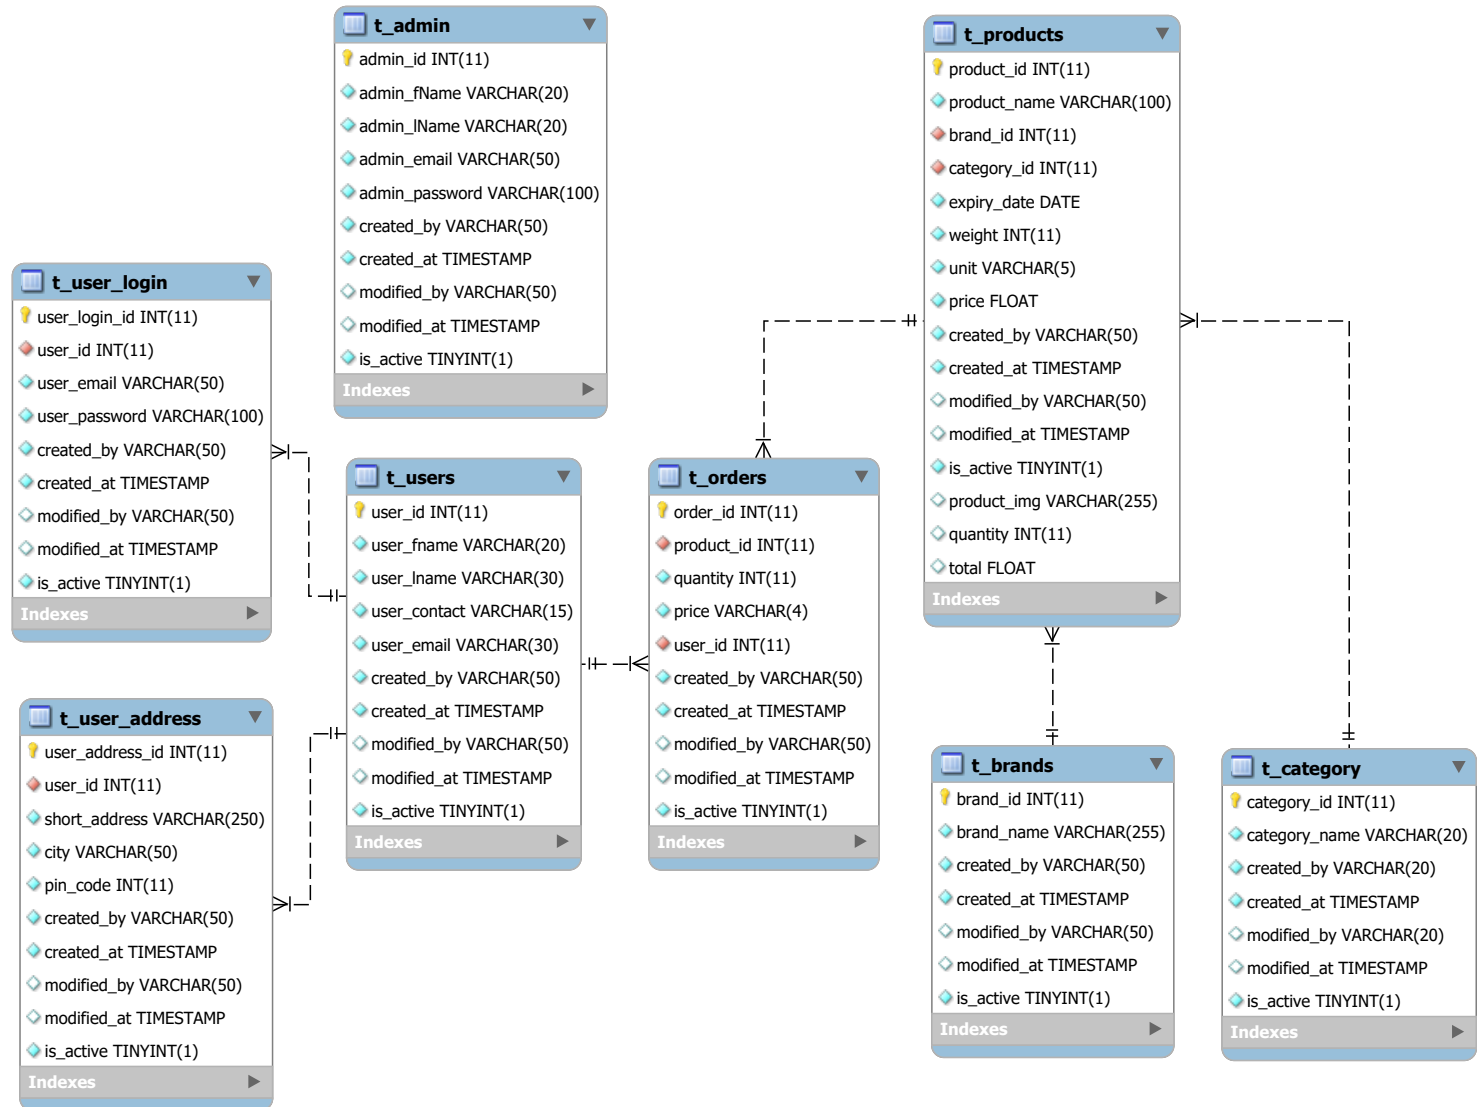 t_admin
admin_id INT(11)
admin_fName VARCHAR(20)
admin_lName VARCHAR(20)
admin_email VARCHAR(50)
admin_password VARCHAR(100)
created_by VARCHAR(50)
created_at TIMESTAMP
modified_by VARCHAR(50)
modified_at TIMESTAMP
is_active TINYINT(1)
Indexes
t_products
product_id INT(11)
product_name VARCHAR(100)
brand_id INT(11)
category_id INT(11)
expiry_date DATE
weight INT(11)
unit VARCHAR(5)
price FLOAT
created_by VARCHAR(50)
created_at TIMESTAMP
modified_by VARCHAR(50)
modified_at TIMESTAMP
is_active TINYINT(1)
product_img VARCHAR(255)
quantity INT(11)
total FLOAT
Indexes
t_user_login
user_login_id INT(11)
user_id INT(11)
user_email VARCHAR(50)
user_password VARCHAR(100)
created_by VARCHAR(50)
created_at TIMESTAMP
modified_by VARCHAR(50)
modified_at TIMESTAMP
is_active TINYINT(1)
Indexes
t_users
user_id INT(11)
user_fname VARCHAR(20)
user_lname VARCHAR(30)
user_contact VARCHAR(15)
user_email VARCHAR(30)
created_by VARCHAR(50)
created_at TIMESTAMP
modified_by VARCHAR(50)
modified_at TIMESTAMP
is_active TINYINT(1)
Indexes
t_orders
order_id INT(11)
product_id INT(11)
quantity INT(11)
price VARCHAR(4)
user_id INT(11)
created_by VARCHAR(50)
created_at TIMESTAMP
modified_by VARCHAR(50)
modified_at TIMESTAMP
is_active TINYINT(1)
Indexes
t_user_address
user_address_id INT(11)
user_id INT(11)
short_address VARCHAR(250)
city VARCHAR(50)
pin_code INT(11)
created_by VARCHAR(50)
created_at TIMESTAMP
modified_by VARCHAR(50)
modified_at TIMESTAMP
is_active TINYINT(1)
Indexes
t_brands
brand_id INT(11)
brand_name VARCHAR(255)
created_by VARCHAR(50)
created_at TIMESTAMP
modified_by VARCHAR(50)
modified_at TIMESTAMP
is_active TINYINT(1)
Indexes
t_category
category_id INT(11)
category_name VARCHAR(20)
created_by VARCHAR(20)
created_at TIMESTAMP
modified_by VARCHAR(20)
modified_at TIMESTAMP
is_active TINYINT(1)
Indexes